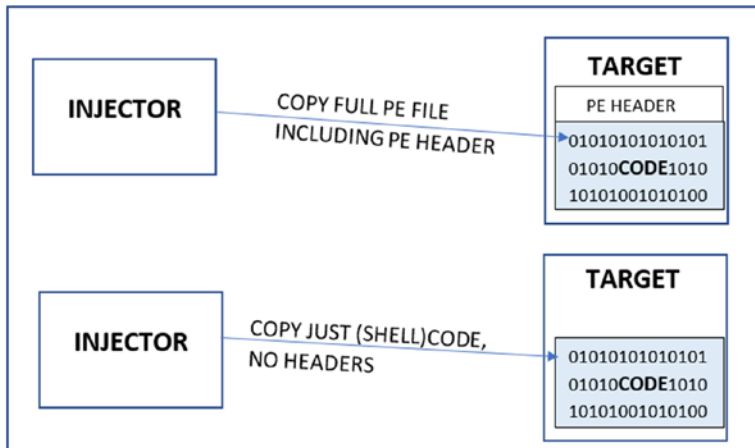 INJECTOR
COPY FULL PE FILE
INCLUDING PE HEADER
TARGET
PE HEADER
01010101010101
01010CODE1010
10101001010100
INJECTOR
COPY JUST (SHELL)CODE,
NO HEADERS
TARGET
01010101010101
01010CODE1010
10101001010100